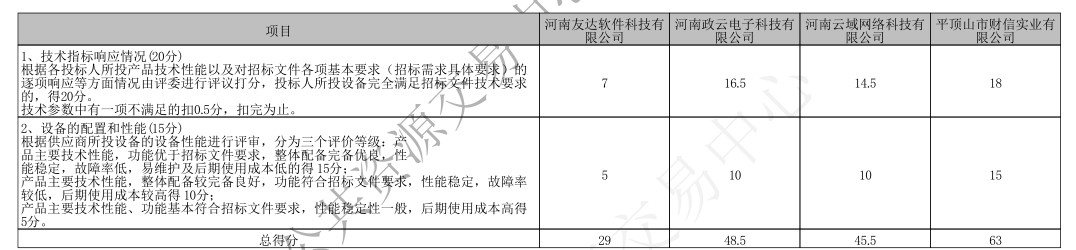 项目
河南友达软件科技有
限公司
河南政云电子科技有
限公司
河南云域网络科技有
限公司
平顶山市财信实业有
限公司
1、技术指标响应情况(20分)
根据各投标人所投产品技术性能以及对招标文件各项基本要求（招标需求具体要求）的
逐项响应等方面情况由评委进行评议打分，投标人所投设备完全满足招标文件技术要求
的，得20分。
技术参数中有一项不满足的扣0.5分，扣完为止。
7
16.5
14.5
18
2、设备的配置和性能(15分)
根据供应商所投设备的设备性能进行评审，分为三个评价等级：产
品主要技术性能，功能优于招标文件要求，整体配备完备优良，性
能稳定，故障率低，易维护及后期使用成本低的得 15分；
产品主要技术性能，整体配备较完备良好，功能符合招标文件要求，性能稳定，故障率
较低，后期使用成本较高得 10分；
产品主要技术性能、功能基本符合招标文件要求，性能稳定性一般，后期使用成本高得
5分。
5
10
10
15
总得分
29
48.5
45.5
63
公共资源交易中
交易中心